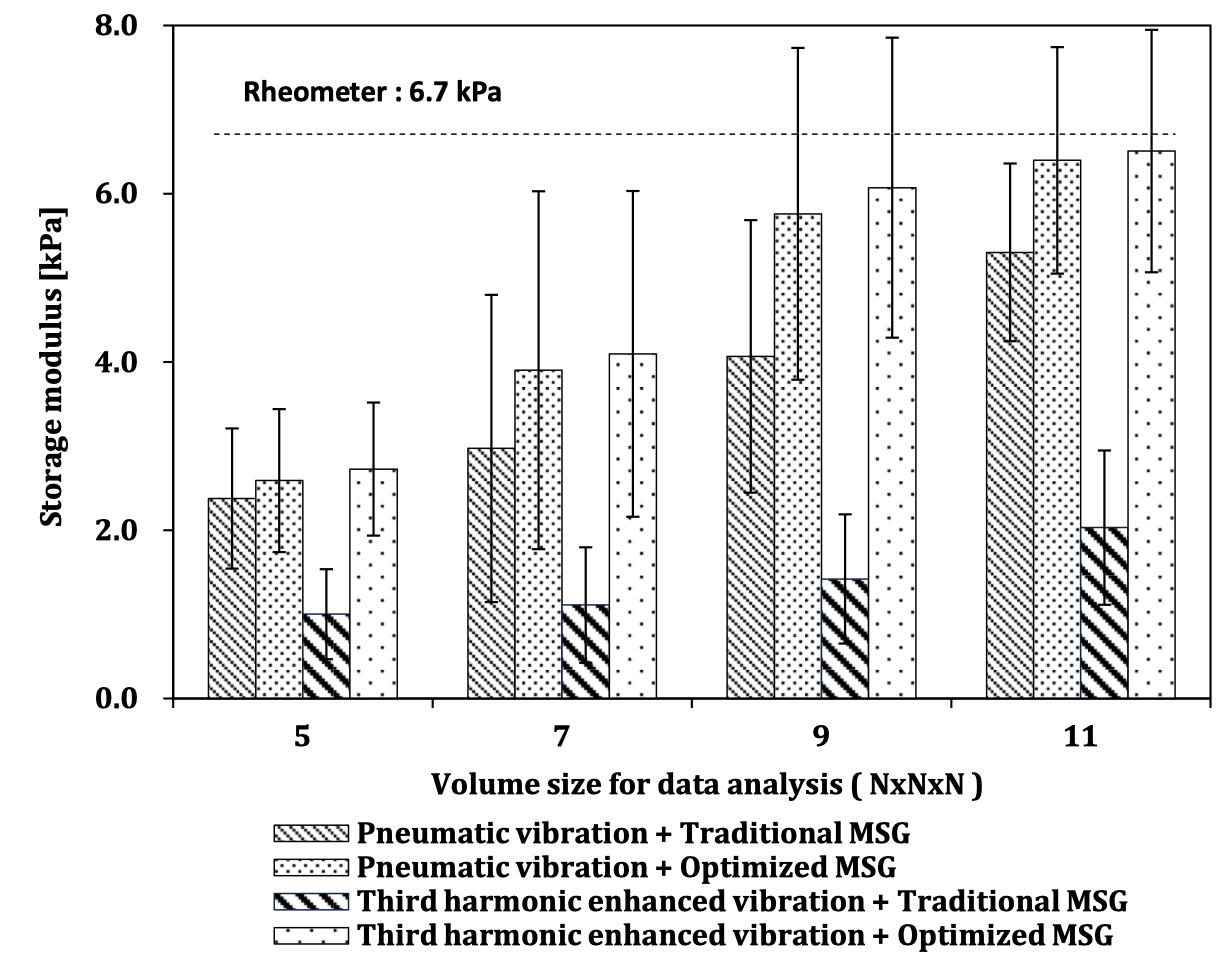 8.0
Rheometer : 6.7 kPa
6.0
Storage modulus [kPa]
4.0
2.0
0.0
5 7 9 11
Volume size for data analysis ( NxNxN )
Pneumatic vibration + Traditional MSG
Pneumatic vibration + Optimized MSG
Third harmonic enhanced vibration + Traditional MSG
Third harmonic enhanced vibration + Optimized MSG